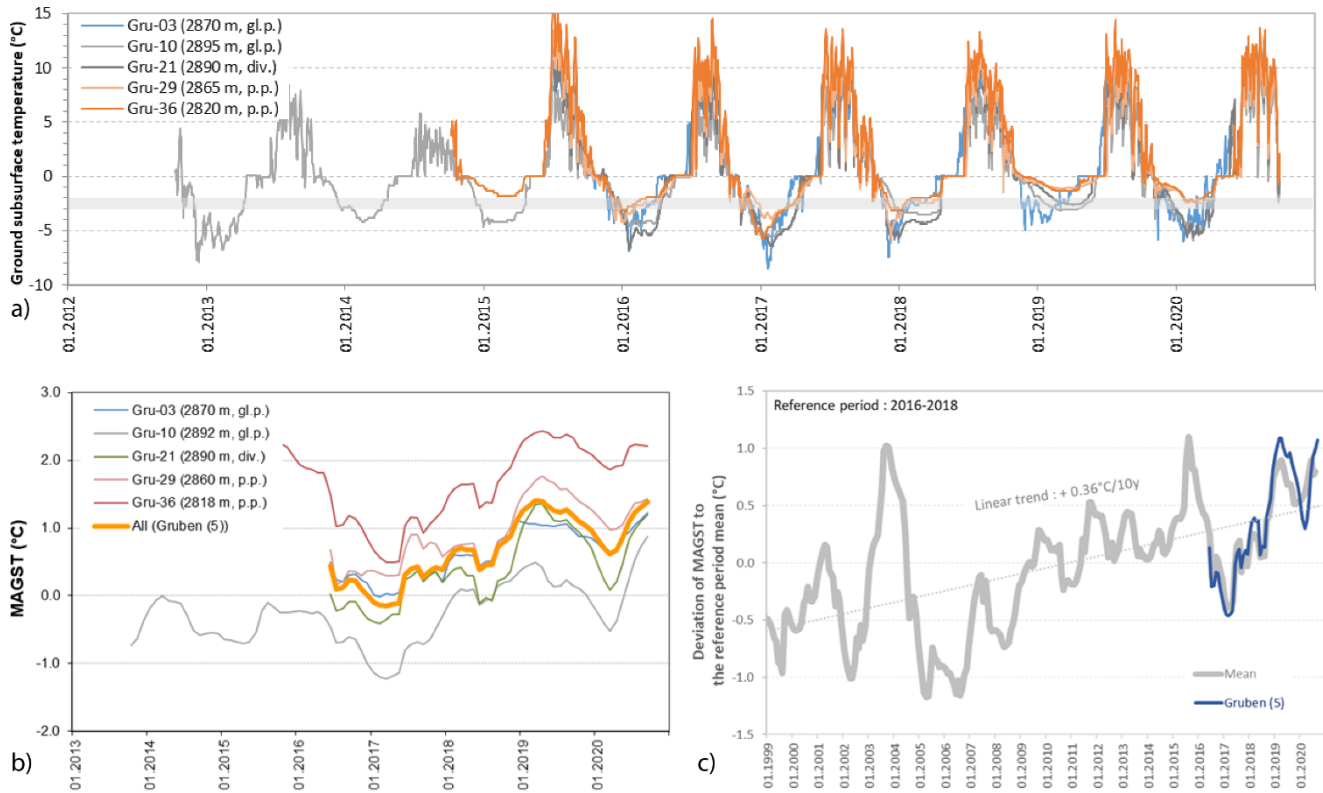 Ground subsurface temperature (°C)
15
10
5
0
-5
-10
Gru-03 (2870 m, gl.p.)
Gru-10 (2895 m, gl.p.)
Gru-21 (2890 m, div.)
Gru-29 (2865 m, p.p.)
Gru-36 (2820 m, p.p.)
a)
01.2012
01.2013
01.2014
01.2015
01.2016
01.2017
01.2018
01.2019
01.2020
MAGST (°C)
3.0
2.0
1.0
0.0
-1.0
-2.0
Gru-03 (2870 m, gl.p.)
Gru-10 (2892 m, gl.p.)
Gru-21 (2890 m, div.)
Gru-29 (2860 m, p.p.)
Gru-36 (2818 m, p.p.)
All (Gruben (5))
b)
01.2013
01.2014
01.2015
01.2016
01.2017
01.2018
01.2019
01.2020
Deviation of MAGST to
the reference period mean (°C)
1.5
1.0
0.5
0.0
-0.5
-1.0
-1.5
Reference period : 2016-2018
Linear trend : + 0.36°C/10y
Mean
Gruben (5)
c)
01.1999
01.2000
01.2001
01.2002
01.2003
01.2004
01.2005
01.2006
01.2007
01.2008
01.2009
01.2010
01.2011
01.2012
01.2013
01.2014
01.2015
01.2016
01.2017
01.2018
01.2019
01.2020